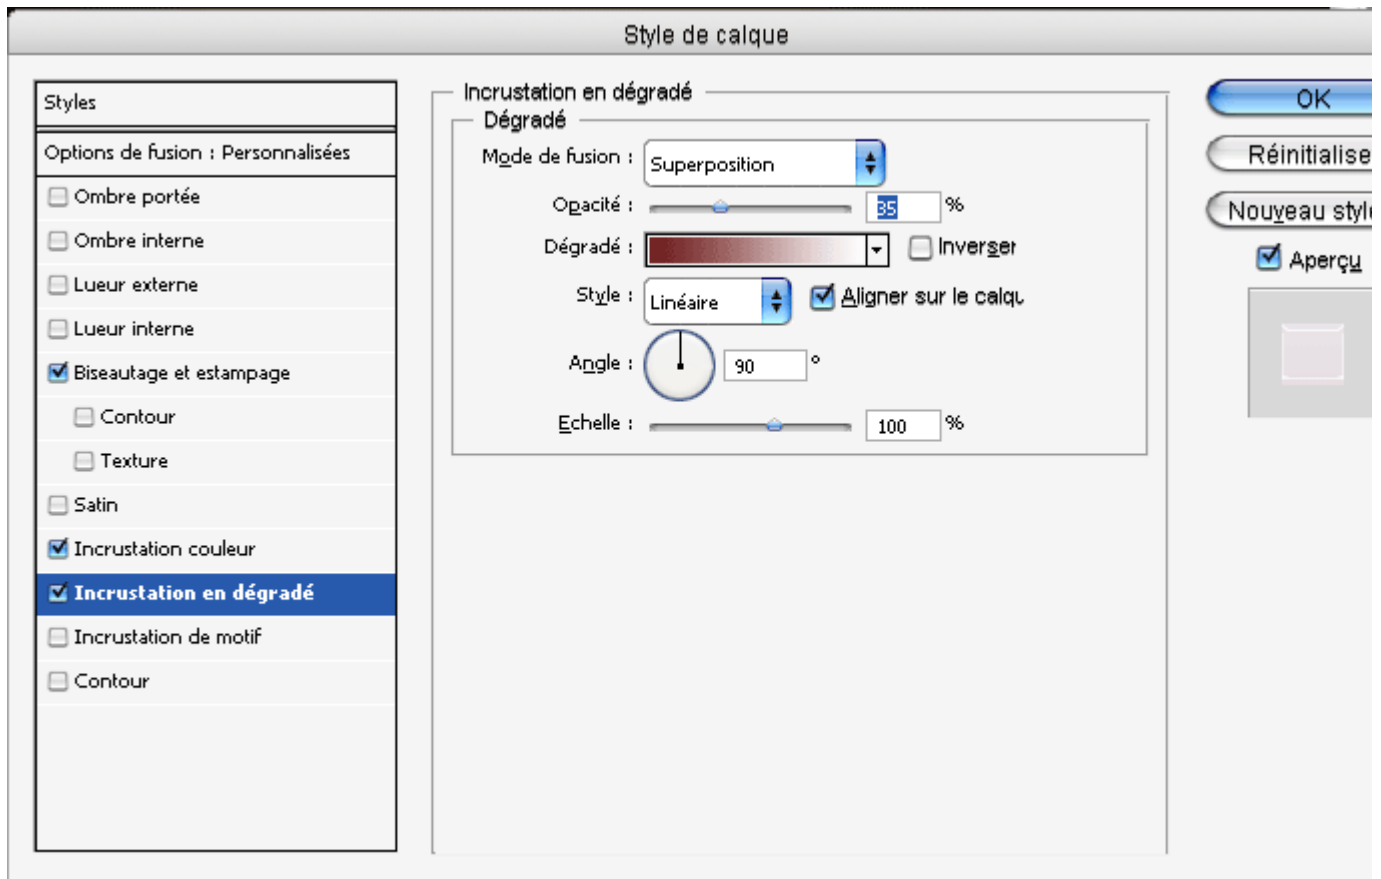 Style de calque
Styles
Options de fusion : Personnalisées
Ombre portée
Ombre interne
Lueur externe
Lueur interne
Biseautage et estampage
Contour
Texture
Satin
Incrustation couleur
Incrustation en dégradé
Incrustation de motif
Contour
Incrustation en dégradé
Dégradé
Mode de fusion : Superposition
Opacité : 35 %
Dégradé : Inverser
Style : Linéaire Aligner sur le calqu
Angle : 90 °
Echelle : 100 %
OK
Réinitialise
Nouveau style
Aperçu